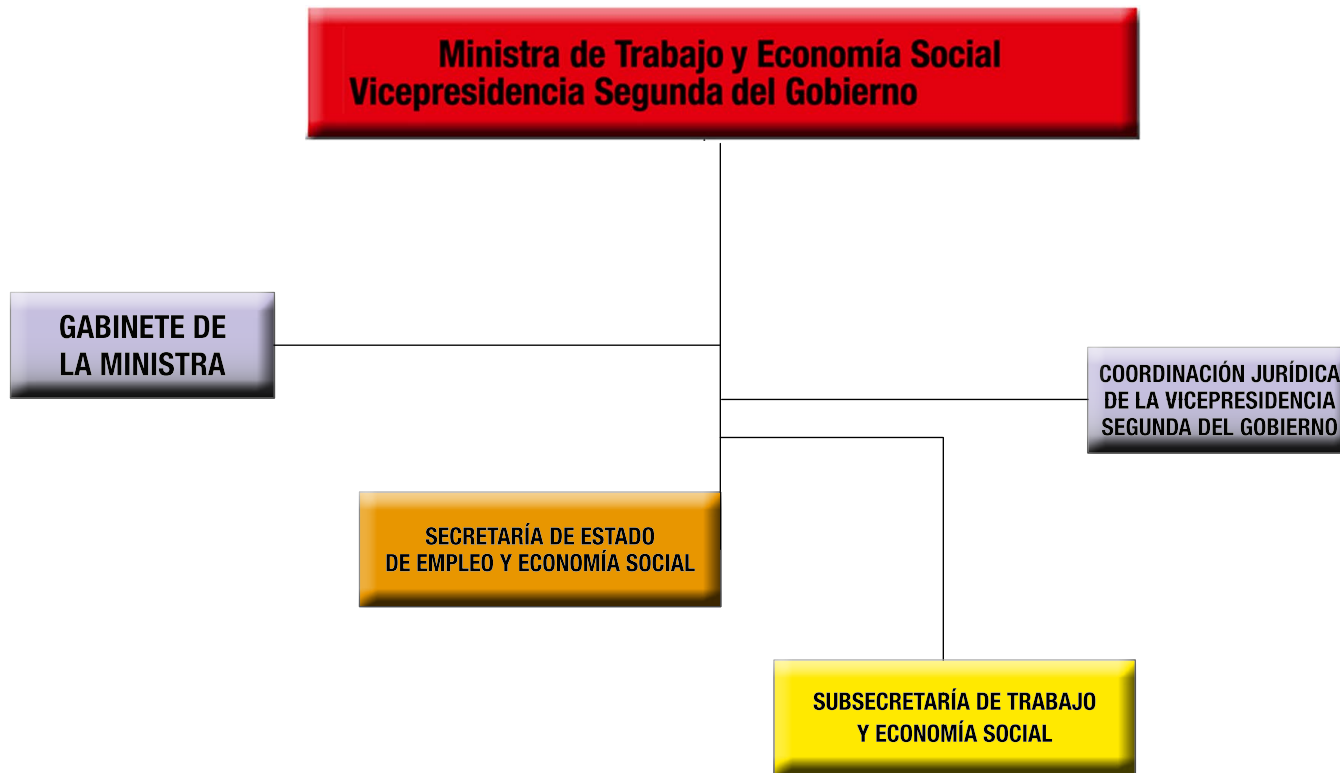 Ministra de Trabajo y Economía Social
Vicepresidencia Segunda del Gobierno
GABINETE DE
LA MINISTRA
COORDINACIÓN JURÍDICA
DE LA VICEPRESIDENCIA
SEGUNDA DEL GOBIERNO
SECRETARÍA DE ESTADO
DE EMPLEO Y ECONOMÍA SOCIAL
SUBSECRETARÍA DE TRABAJO
Y ECONOMÍA SOCIAL